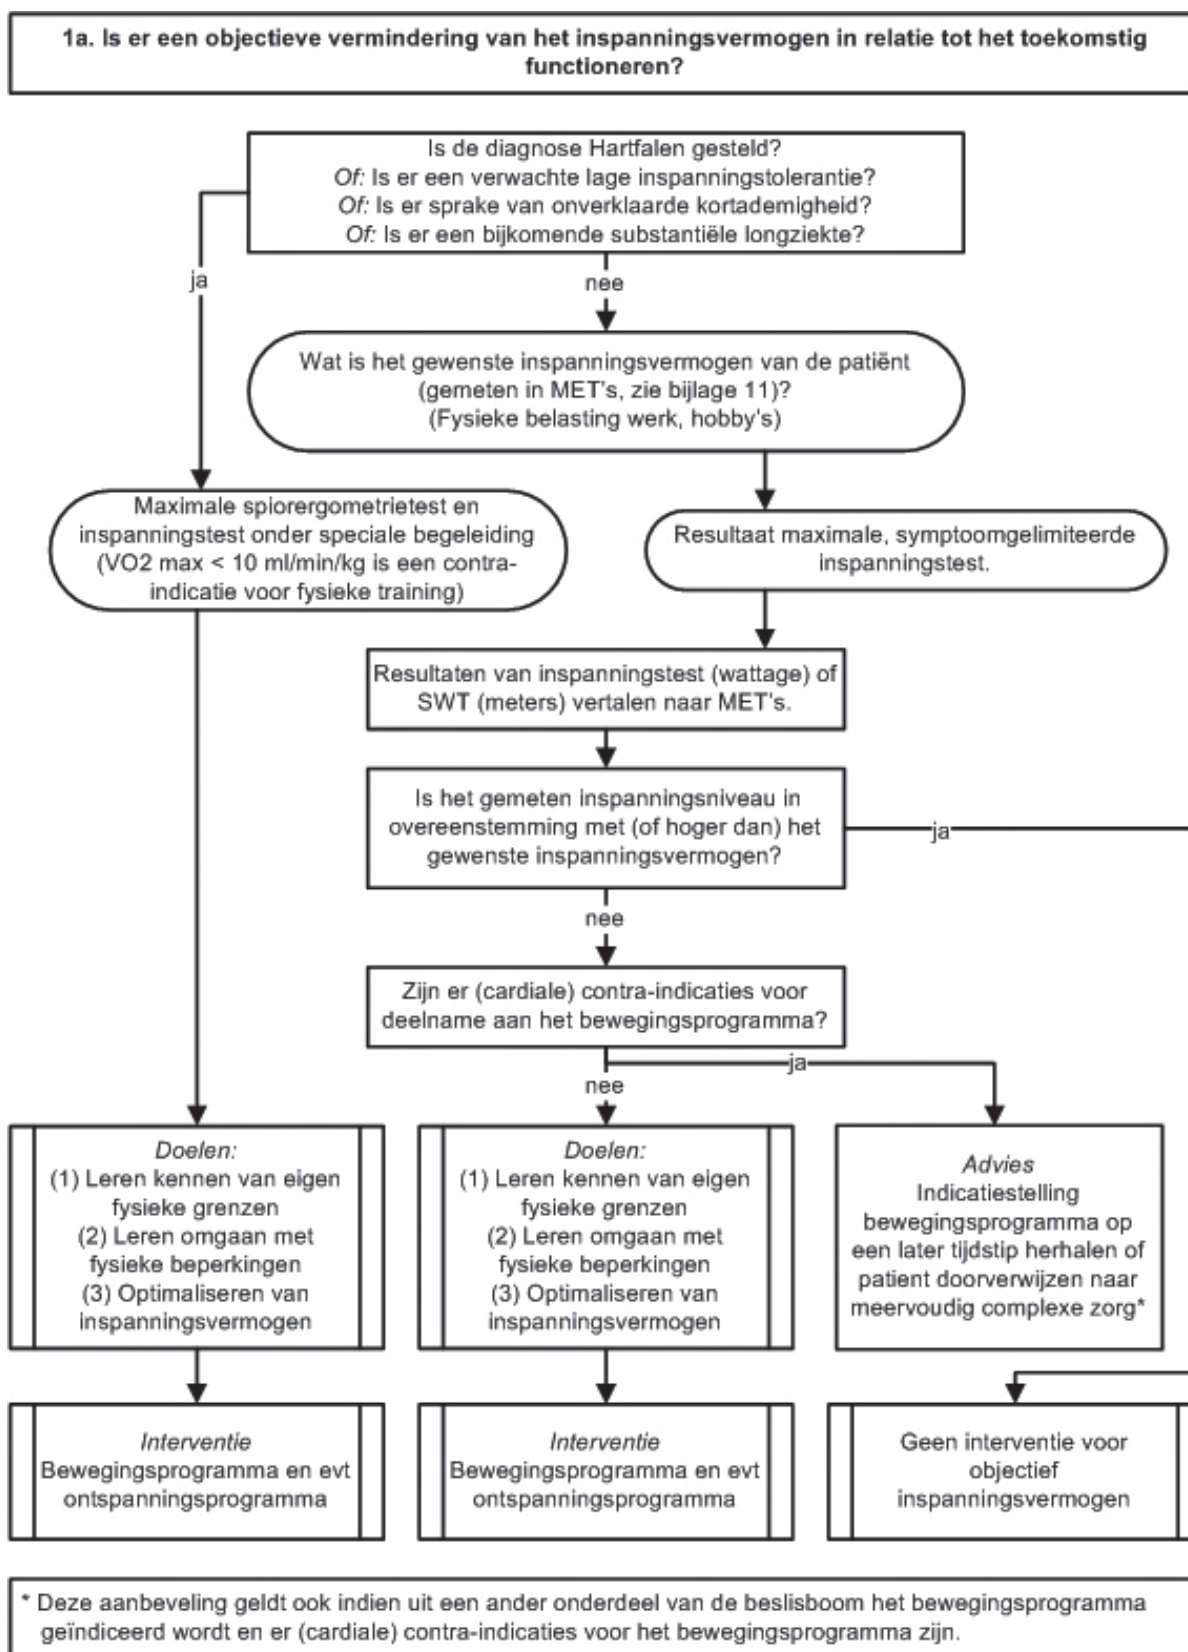 1a. Is er een objectieve vermindering van het inspanningsvermogen in relatie tot het toekomstig
functioneren?
Is de diagnose Hartfalen gesteld?
Of: Is er een verwachte lage inspanningstolerantie?
Of: Is er sprake van onverklaarde kortademigheid?
Of: Is er een bijkomende substantiële longziekte?
ja
nee
Wat is het gewenste inspanningsvermogen van de patiënt
(gemeten in MET's, zie bijlage 11)?
(Fysieke belasting werk, hobby's)
Maximale spiorergometrietest en
inspanningstest onder speciale begeleiding
(VO2 max < 10 ml/min/kg is een contra-
indicatie voor fysieke training)
Resultaat maximale, symptoomgelimiteerde
inspanningstest.
Resultaten van inspanningstest (wattage) of
SWT (meters) vertalen naar MET's.
Is het gemeten inspanningsniveau in
overeenstemming met (of hoger dan) het
gewenste inspanningsvermogen?
ja
nee
Zijn er (cardiale) contra-indicaties voor
deelname aan het bewegingsprogramma?
ja
nee
Doelen:
(1) Leren kennen van eigen
fysieke grenzen
(2) Leren omgaan met
fysieke beperkingen
(3) Optimaliseren van
inspanningsvermogen
Doelen:
(1) Leren kennen van eigen
fysieke grenzen
(2) Leren omgaan met
fysieke beperkingen
(3) Optimaliseren van
inspanningsvermogen
Advies
Indicatiestelling
bewegingsprogramma op
een later tijdstip herhalen of
patient doorverwijzen naar
meervoudig complexe zorg*
Interventie
Bewegingsprogramma en evt
ontspanningsprogramma
Interventie
Bewegingsprogramma en evt
ontspanningsprogramma
Geen interventie voor
objectief
inspanningsvermogen
* Deze aanbeveling geldt ook indien uit een ander onderdeel van de beslisboom het bewegingsprogramma
geïndiceerd wordt en er (cardiale) contra-indicaties voor het bewegingsprogramma zijn.